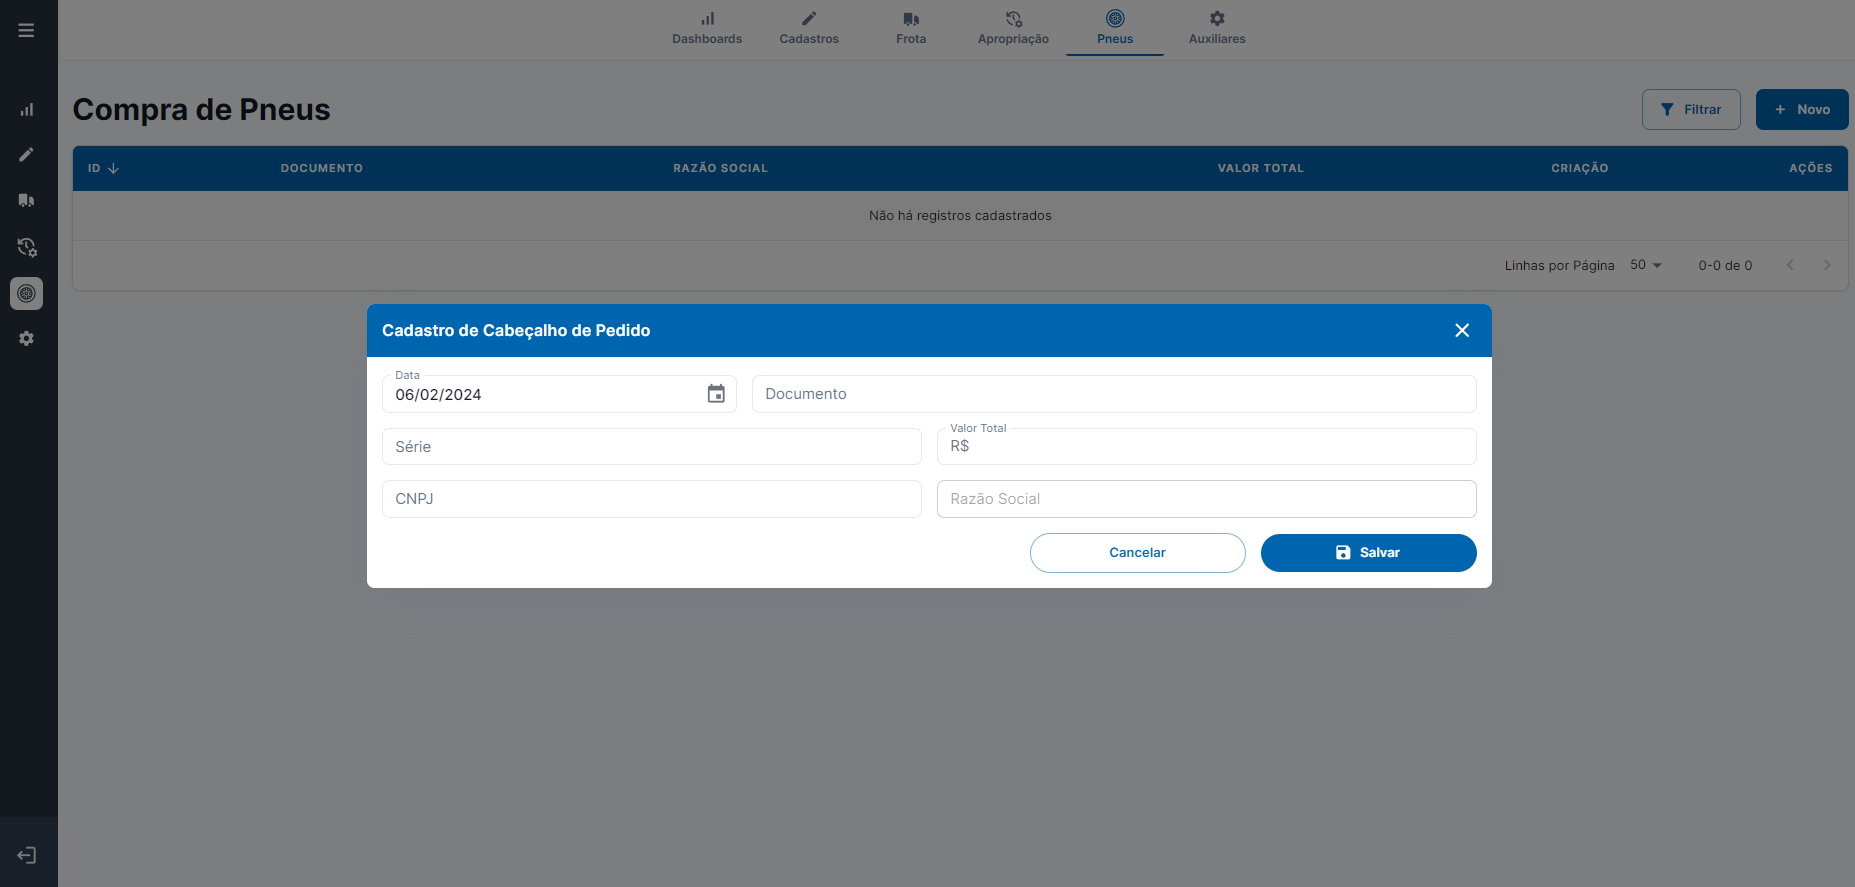 Dashboards
Cadastros
Frota
Apropriação
Pneus
Auxiliares
Compra de Pneus
Filtrar
+ Novo
ID DOCUMENTO RAZÃO SOCIAL VALOR TOTAL CRIAÇÃO AÇÕES
Não há registros cadastrados
Linhas por Página 50 0-0 de 0
Cadastro de Cabeçalho de Pedido
Data
06/02/2024
Documento
Série
Valor Total
R$
CNPJ
Razão Social
Cancelar
Salvar